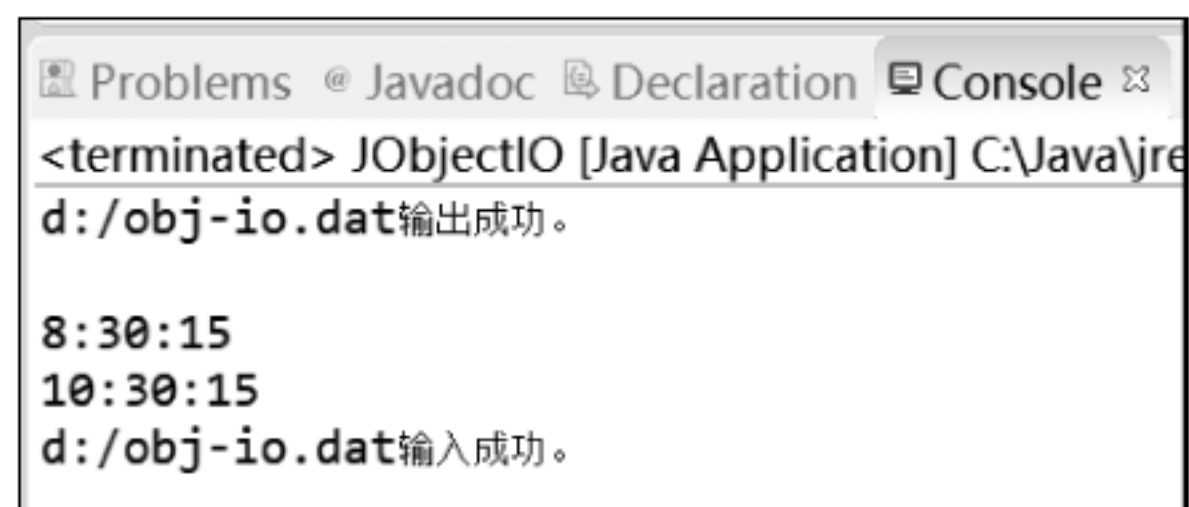 Problems @ Javadoc Declaration Console
<terminated> JObjectIO [Java Application] C:\Java\jre
d:/obj-io.dat输出成功。
8:30:15
10:30:15
d:/obj-io.dat输入成功。